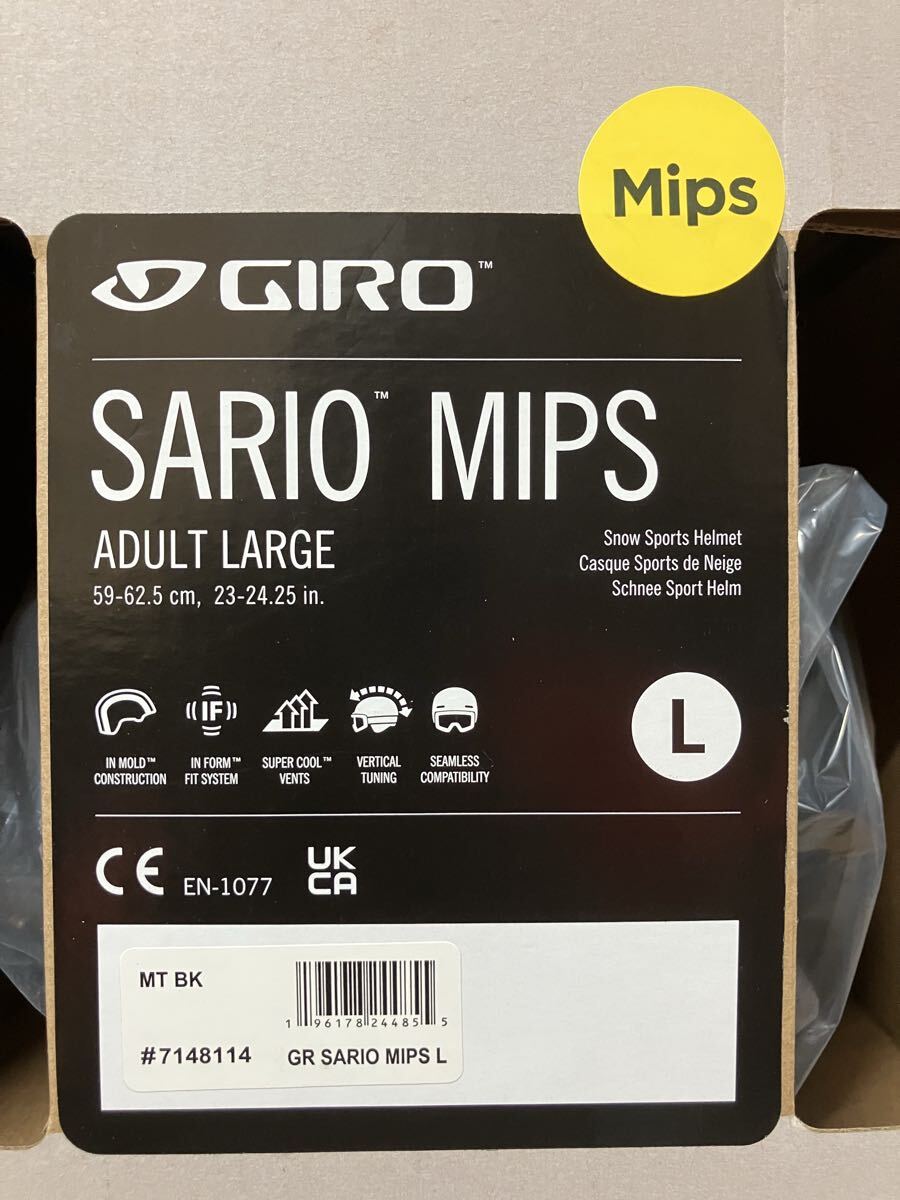 Mips
GIRO™
SARIO™ MIPS
ADULT LARGE
59-62.5 cm, 23-24.25 in.
Snow Sports Helmet
Casque Sports de Neige
Schnee Sport Helm
IN MOLD™
CONSTRUCTION
IF
IN FORM™
FIT SYSTEM
SUPER COOL™
VENTS
VERTICAL
TUNING
SEAMLESS
COMPATIBILITY
L
CE EN-1077
UK
CA
MT BK
1 96178 24485 5
#7148114 GR SARIO MIPS L